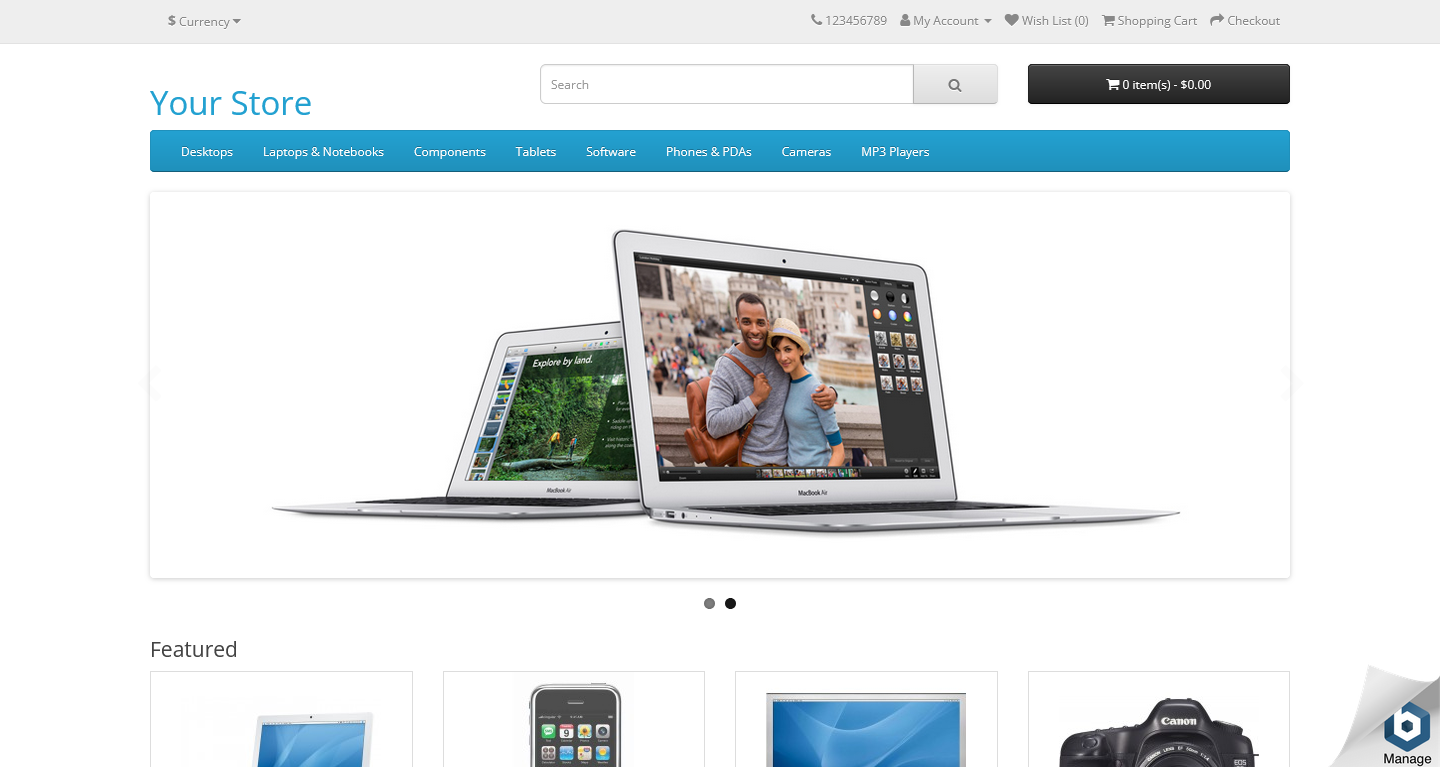 $ Currency
123456789 My Account Wish List (0) Shopping Cart Checkout
Your Store
Search
0 item(s) - $0.00
Desktops Laptops & Notebooks Components Tablets Software Phones & PDAs Cameras MP3 Players
Explore by land.
MacBook Air
MacBook Air
Featured
Canon
EOS
Manage